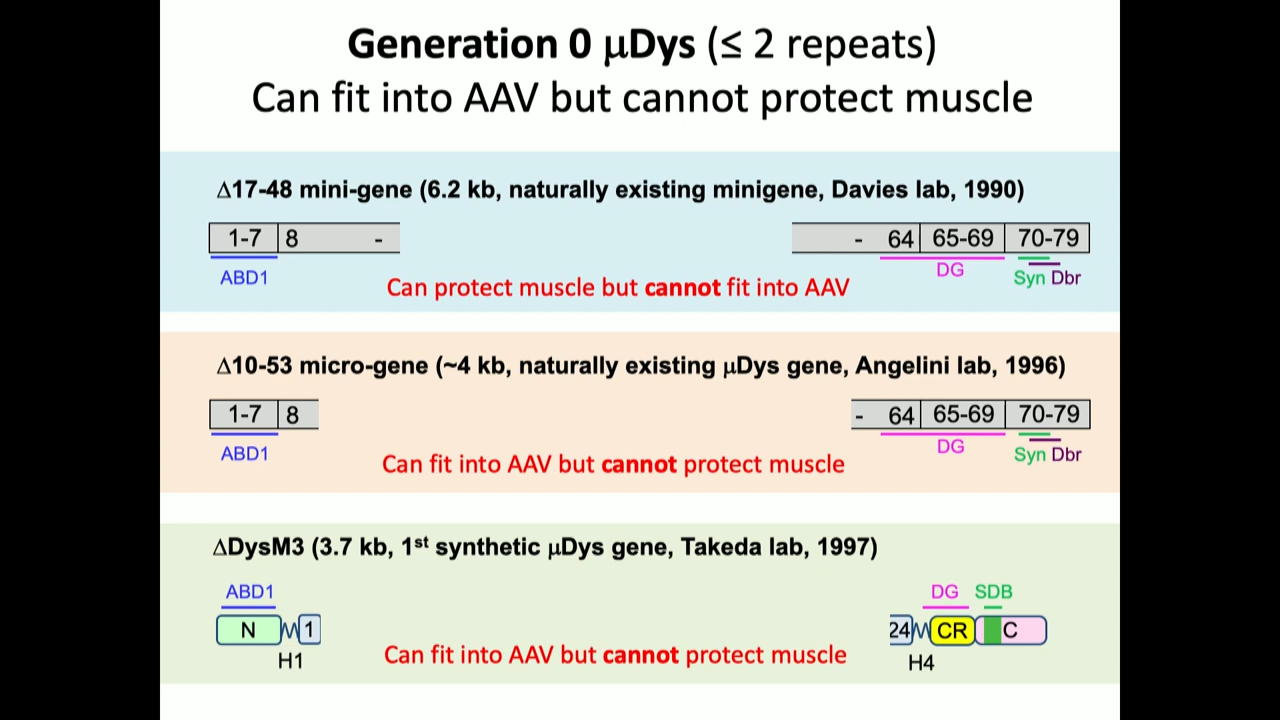 Generation 0 μDys (≤ 2 repeats)
Can fit into AAV but cannot protect muscle
Δ17-48 mini-gene (6.2 kb, naturally existing minigene, Davies lab, 1990)
1-7 8 - - 64 65-69 70-79
ABD1 DG Syn Dbr
Can protect muscle but cannot fit into AAV
Δ10-53 micro-gene (~4 kb, naturally existing μDys gene, Angelini lab, 1996)
1-7 8 - 64 65-69 70-79
ABD1 DG Syn Dbr
Can fit into AAV but cannot protect muscle
ΔDysM3 (3.7 kb, 1st synthetic μDys gene, Takeda lab, 1997)
ABD1 DG SDB
N 1 24 CR C
H1 H4
Can fit into AAV but cannot protect muscle